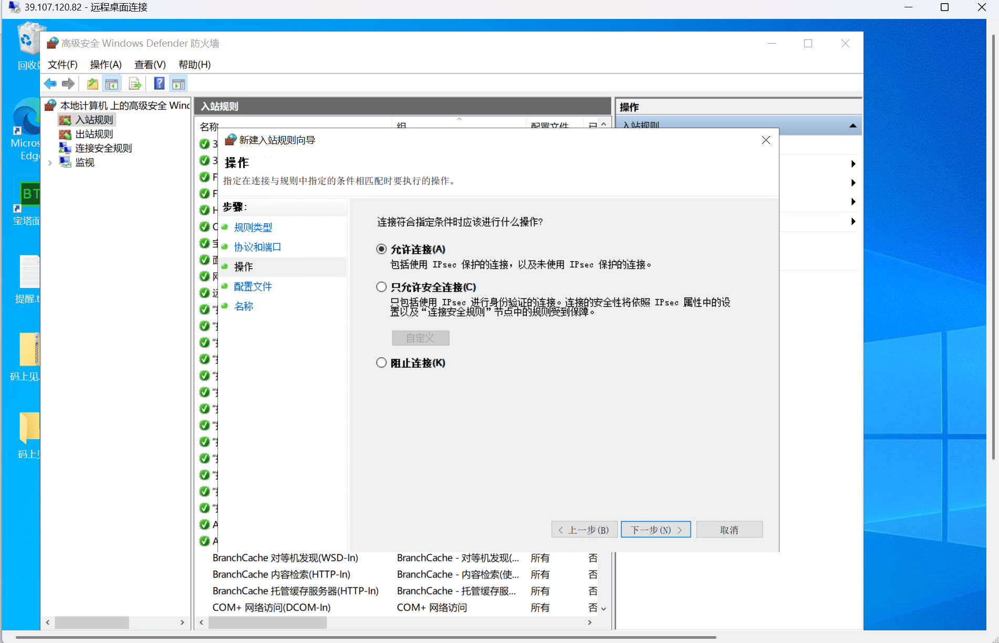 39.107.120.82 - 远程桌面连接
高级安全 Windows Defender 防火墙
文件(F) 操作(A) 查看(V) 帮助(H)
回收
Micros
Edge
BT
宝塔面
提醒.t
码上见.
码上见
本地计算机 上的高级安全 Winc
入站规则
出站规则
连接安全规则
监视
入站规则
名称 组 配置文件
操作
入站规则
新建入站规则向导
操作
指定在连接与规则中指定的条件相匹配时要执行的操作。
步骤:
规则类型
协议和端口
操作
配置文件
名称
连接符合指定条件时应该进行什么操作?
允许连接(A)
包括使用 IPsec 保护的连接，以及未使用 IPsec 保护的连接。
只允许安全连接(C)
只包括使用 IPsec 进行身份验证的连接。连接的安全性将依照 IPsec 属性中的设
置以及“连接安全规则”节点中的规则受到保障。
自定义
阻止连接(K)
< 上一步(B) 下一步(N) > 取消
3
3
F
F
H
C
宝
面
网
远
A
A
BranchCache 对等机发现(WSD-In) BranchCache - 对等机发现(... 所有 否
BranchCache 内容检索(HTTP-In) BranchCache - 内容检索(使... 所有 否
BranchCache 托管缓存服务器(HTTP-In) BranchCache - 托管缓存服... 所有 否
COM+ 网络访问(DCOM-In) COM+ 网络访问 所有 否